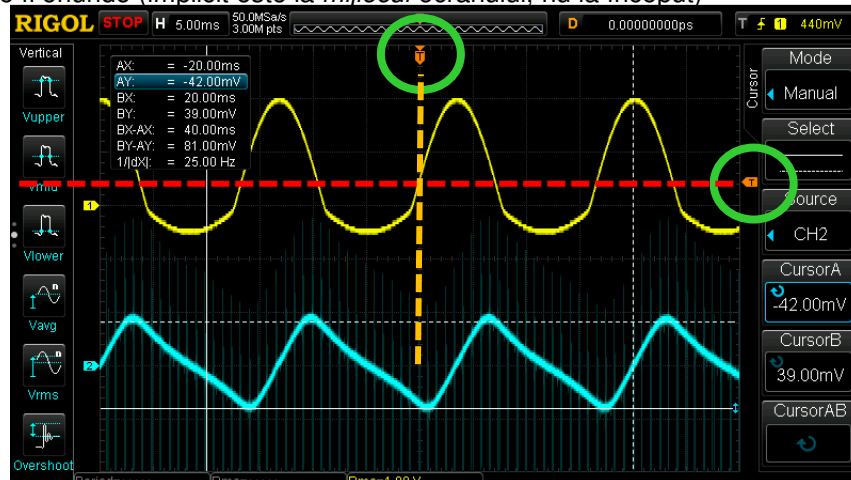 RIGOL STOP H 5.00ms 50.0MSa/s 3.00M pts D 0.00000000ps T 1 440mV
Vertical
Vupper
Vlower
Vavg
Vrms
Overshoot
AX: = -20.00ms
AY: = -42.00mV
BX: = 20.00ms
BY: = 39.00mV
BX-AX: = 40.00ms
BY-AY: = 81.00mV
1/|dX|: = 25.00 Hz
T
T
1
2
Cursor
Mode
Manual
Select
Source
CH2
CursorA
-42.00mV
CursorB
39.00mV
CursorAB